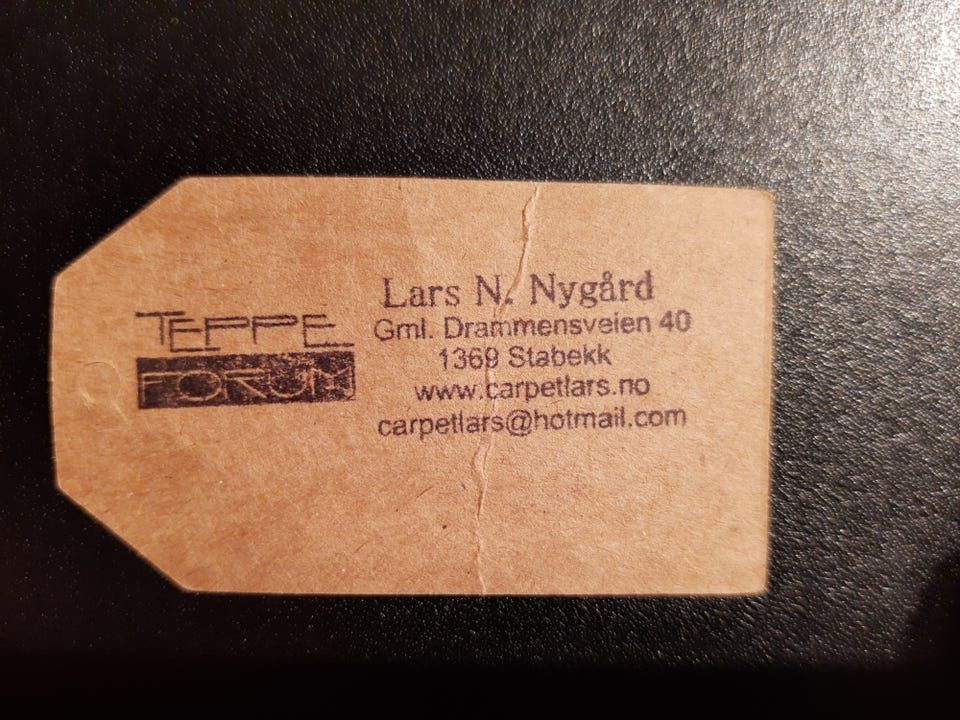 TEPPE
FORUM
Lars N. Nygård
Gml. Drammensveien 40
1369 Stabekk
www.carpetlars.no
carpetlars@hotmail.com